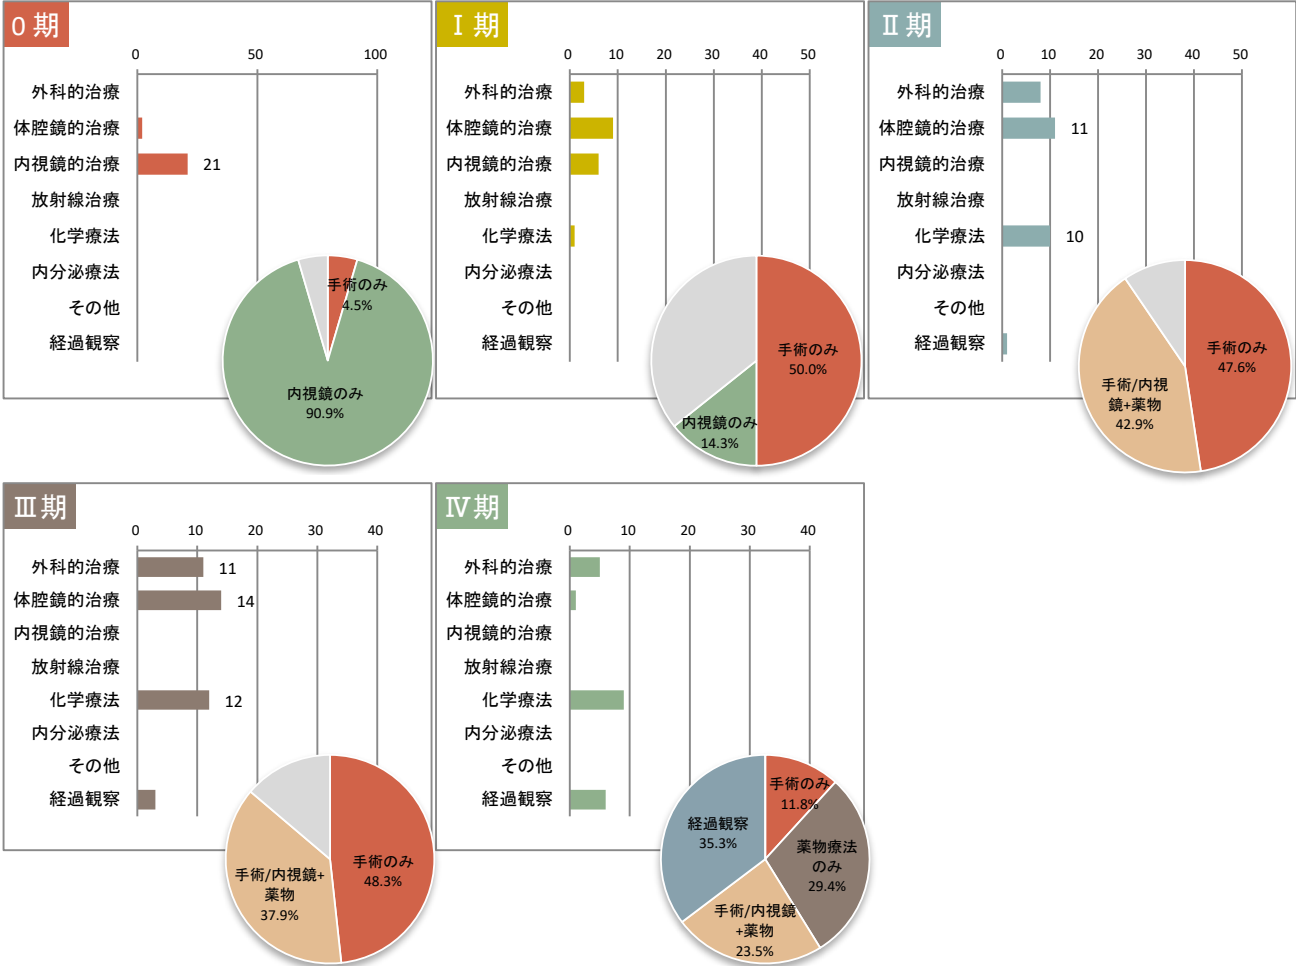 0 期
0 50 100
外科的治療
体腔鏡的治療
内視鏡的治療 21
放射線治療
化学療法
内分泌療法
その他
経過観察
手術のみ
4.5%
内視鏡のみ
90.9%
Ⅰ 期
0 10 20 30 40 50
外科的治療
体腔鏡的治療
内視鏡的治療
放射線治療
化学療法
内分泌療法
その他
経過観察
手術のみ
50.0%
内視鏡のみ
14.3%
Ⅱ 期
0 10 20 30 40 50
外科的治療
体腔鏡的治療 11
内視鏡的治療
放射線治療
化学療法 10
内分泌療法
その他
経過観察
手術のみ
47.6%
手術/内視
鏡+薬物
42.9%
Ⅲ 期
0 10 20 30 40
外科的治療 11
体腔鏡的治療 14
内視鏡的治療
放射線治療
化学療法 12
内分泌療法
その他
経過観察
手術のみ
48.3%
手術/内視鏡+
薬物
37.9%
Ⅳ 期
0 10 20 30 40
外科的治療
体腔鏡的治療
内視鏡的治療
放射線治療
化学療法
内分泌療法
その他
経過観察
手術のみ
11.8%
薬物療法
のみ
29.4%
手術/内視鏡
+薬物
23.5%
経過観察
35.3%